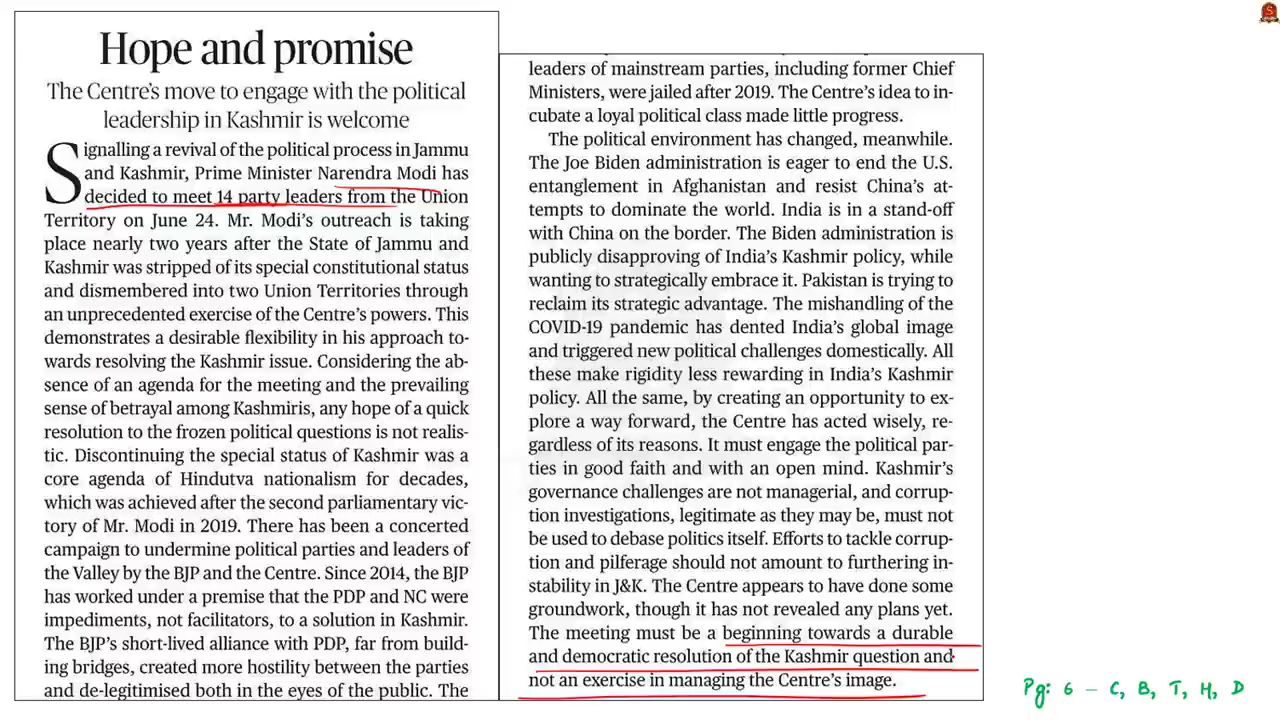 Hope and promise
The Centre's move to engage with the political
leadership in Kashmir is welcome
Signalling a revival of the political process in Jammu
and Kashmir, Prime Minister Narendra Modi has
decided to meet 14 party leaders from the Union
Territory on June 24. Mr. Modi's outreach is taking
place nearly two years after the State of Jammu and
Kashmir was stripped of its special constitutional status
and dismembered into two Union Territories through
an unprecedented exercise of the Centre's powers. This
demonstrates a desirable flexibility in his approach to-
wards resolving the Kashmir issue. Considering the ab-
sence of an agenda for the meeting and the prevailing
sense of betrayal among Kashmiris, any hope of a quick
resolution to the frozen political questions is not realis-
tic. Discontinuing the special status of Kashmir was a
core agenda of Hindutva nationalism for decades,
which was achieved after the second parliamentary vic-
tory of Mr. Modi in 2019. There has been a concerted
campaign to undermine political parties and leaders of
the Valley by the BJP and the Centre. Since 2014, the BJP
has worked under a premise that the PDP and NC were
impediments, not facilitators, to a solution in Kashmir.
The BJP's short-lived alliance with PDP, far from build-
ing bridges, created more hostility between the parties
and de-legitimised both in the eyes of the public. The
leaders of mainstream parties, including former Chief
Ministers, were jailed after 2019. The Centre's idea to in-
cubate a loyal political class made little progress.
The political environment has changed, meanwhile.
The Joe Biden administration is eager to end the U.S.
entanglement in Afghanistan and resist China's at-
tempts to dominate the world. India is in a stand-off
with China on the border. The Biden administration is
publicly disapproving of India's Kashmir policy, while
wanting to strategically embrace it. Pakistan is trying to
reclaim its strategic advantage. The mishandling of the
COVID-19 pandemic has dented India's global image
and triggered new political challenges domestically. All
these make rigidity less rewarding in India's Kashmir
policy. All the same, by creating an opportunity to ex-
plore a way forward, the Centre has acted wisely, re-
gardless of its reasons. It must engage the political par-
ties in good faith and with an open mind. Kashmir's
governance challenges are not managerial, and corrup-
tion investigations, legitimate as they may be, must not
be used to debase politics itself. Efforts to tackle corrup-
tion and pilferage should not amount to furthering in-
stability in J&K. The Centre appears to have done some
groundwork, though it has not revealed any plans yet.
The meeting must be a beginning towards a durable
and democratic resolution of the Kashmir question and
not an exercise in managing the Centre's image.
Pg: 6 – C, B, T, H, D